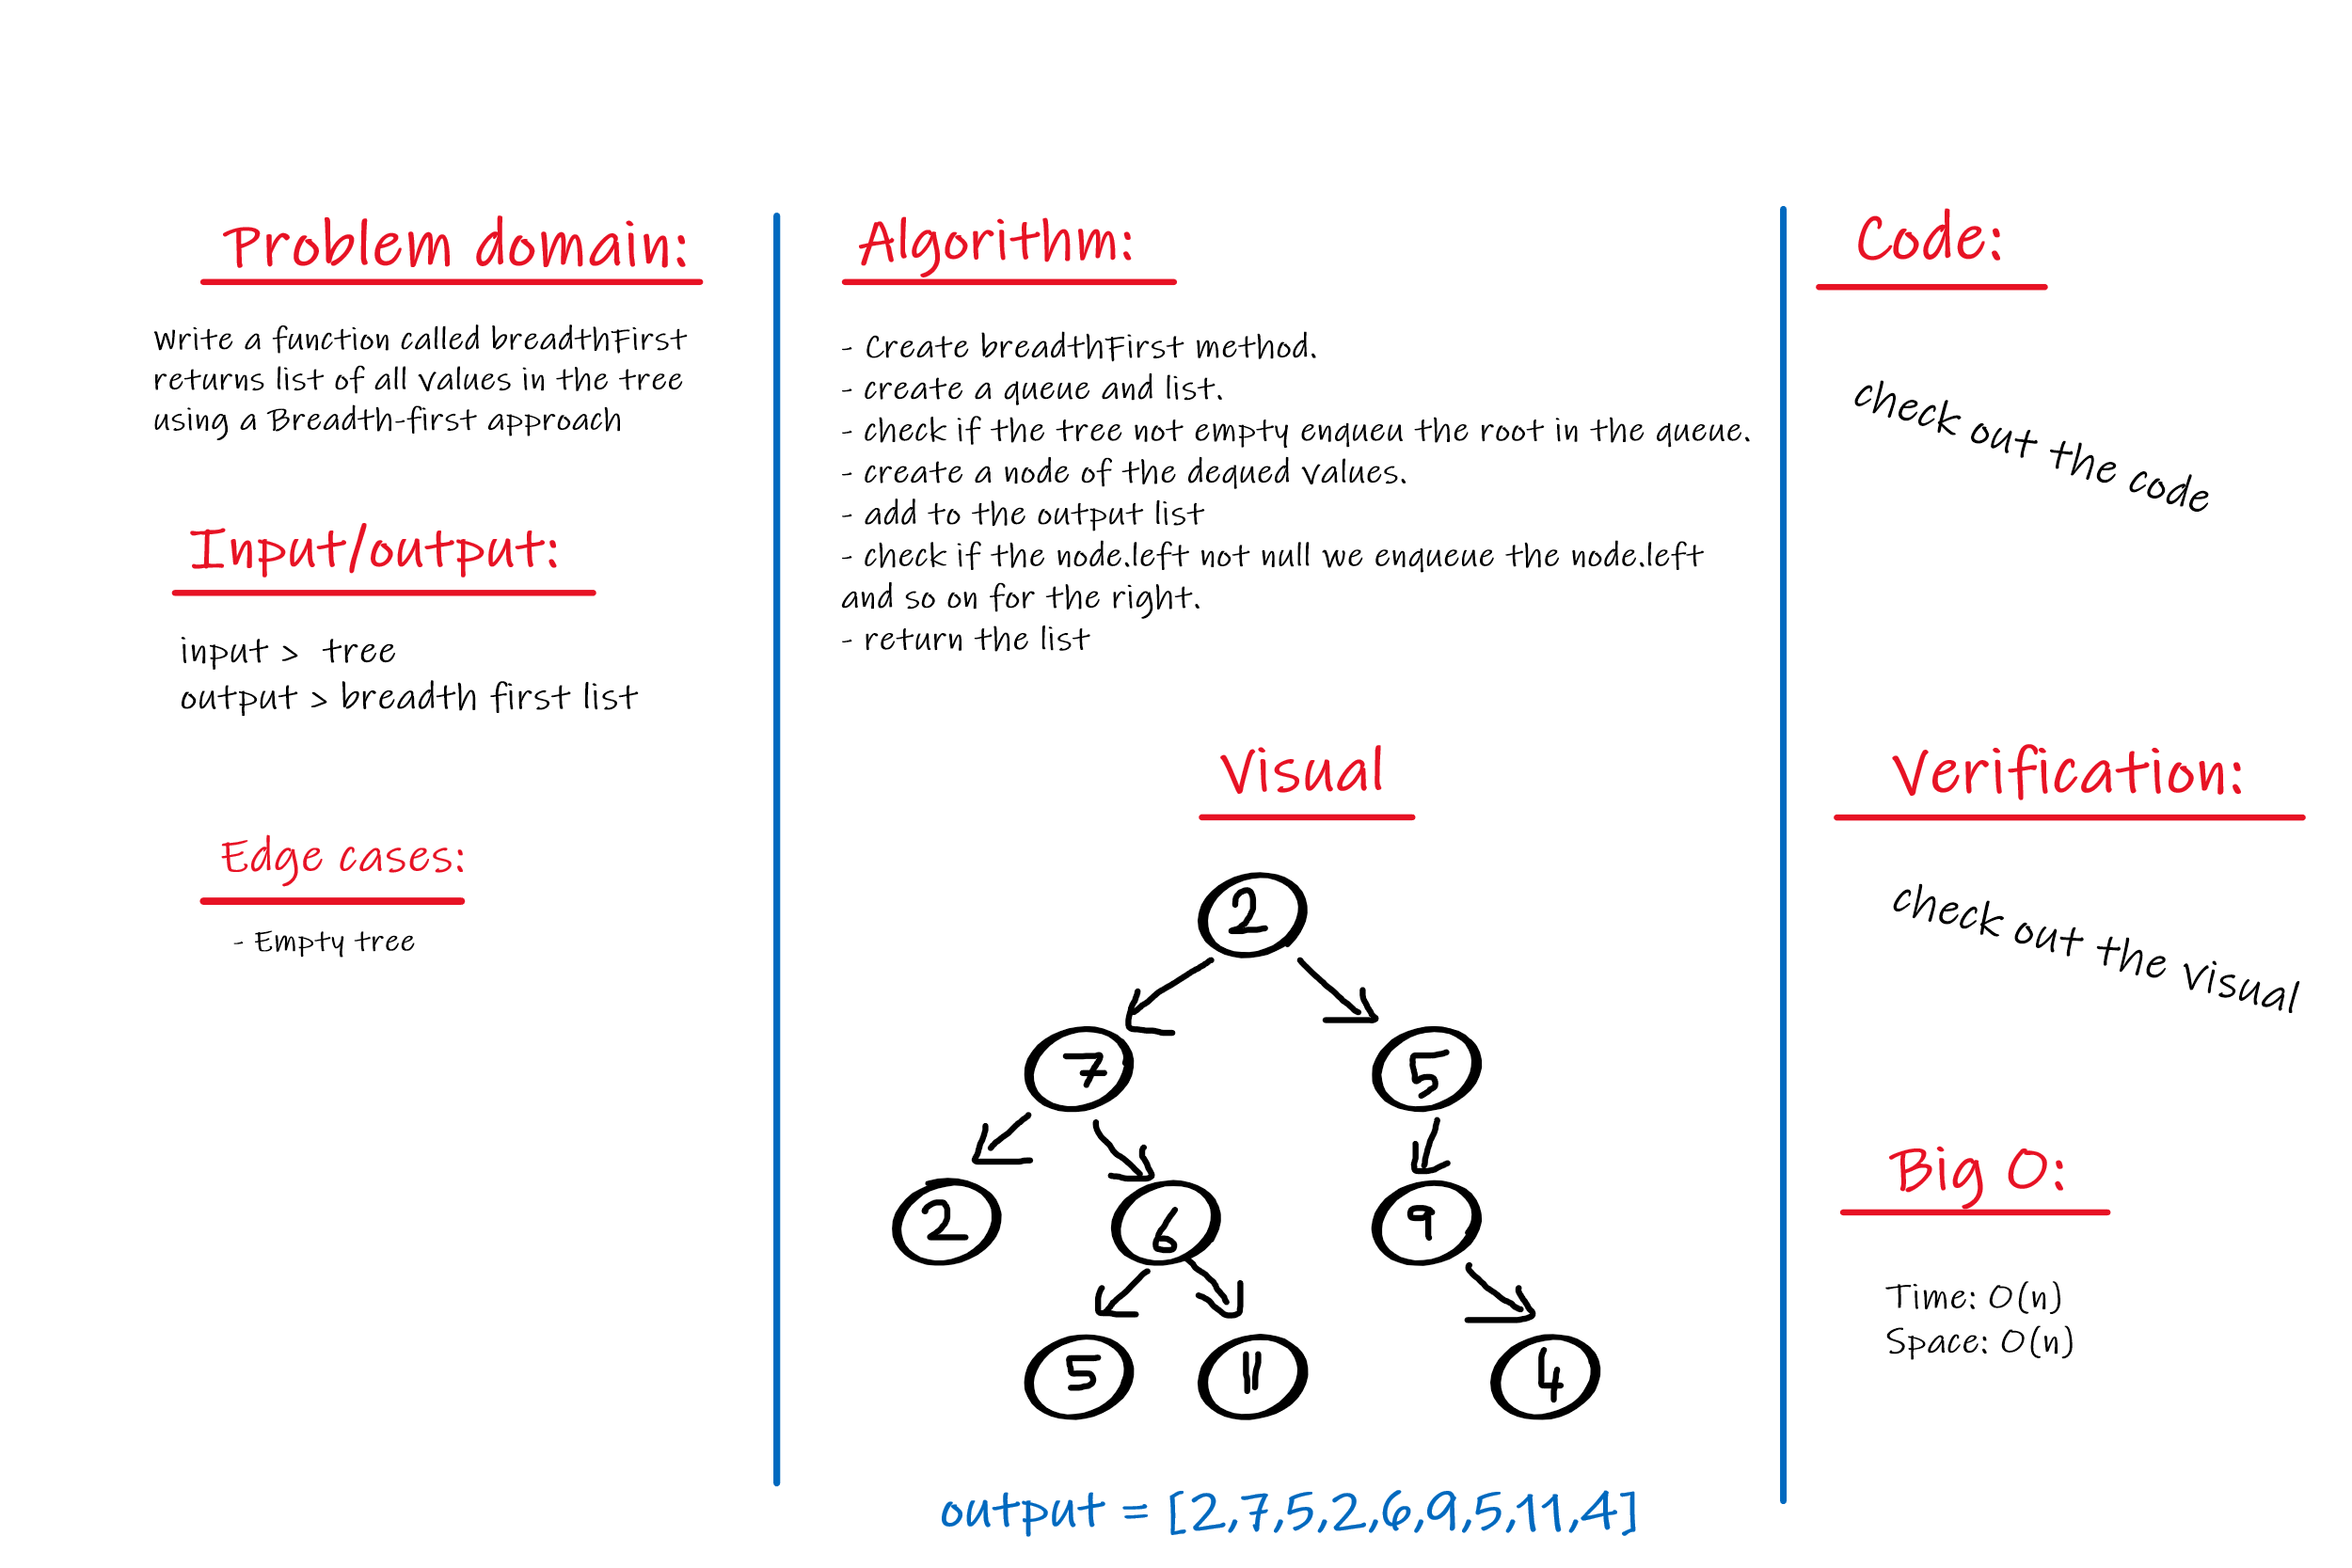 Problem domain:
Write a function called breadthFirst
returns list of all values in the tree
using a Breadth-first approach
Input/output:
input > tree
output > breadth first list
Edge cases:
- Empty tree
Algorithm:
- Create breadthFirst method.
- create a queue and list.
- check if the tree not empty enqueu the root in the queue.
- create a node of the dequed values.
- add to the output list
- check if the node.left not null we enqueue the node.left
and so on for the right.
- return the list
Visual
2
7 5
2 6 9
5 11 4
output = [2,7,5,2,6,9,5,11,4]
Code:
check out the code
Verification:
check out the visual
Big O:
Time: O(n)
Space: O(n)